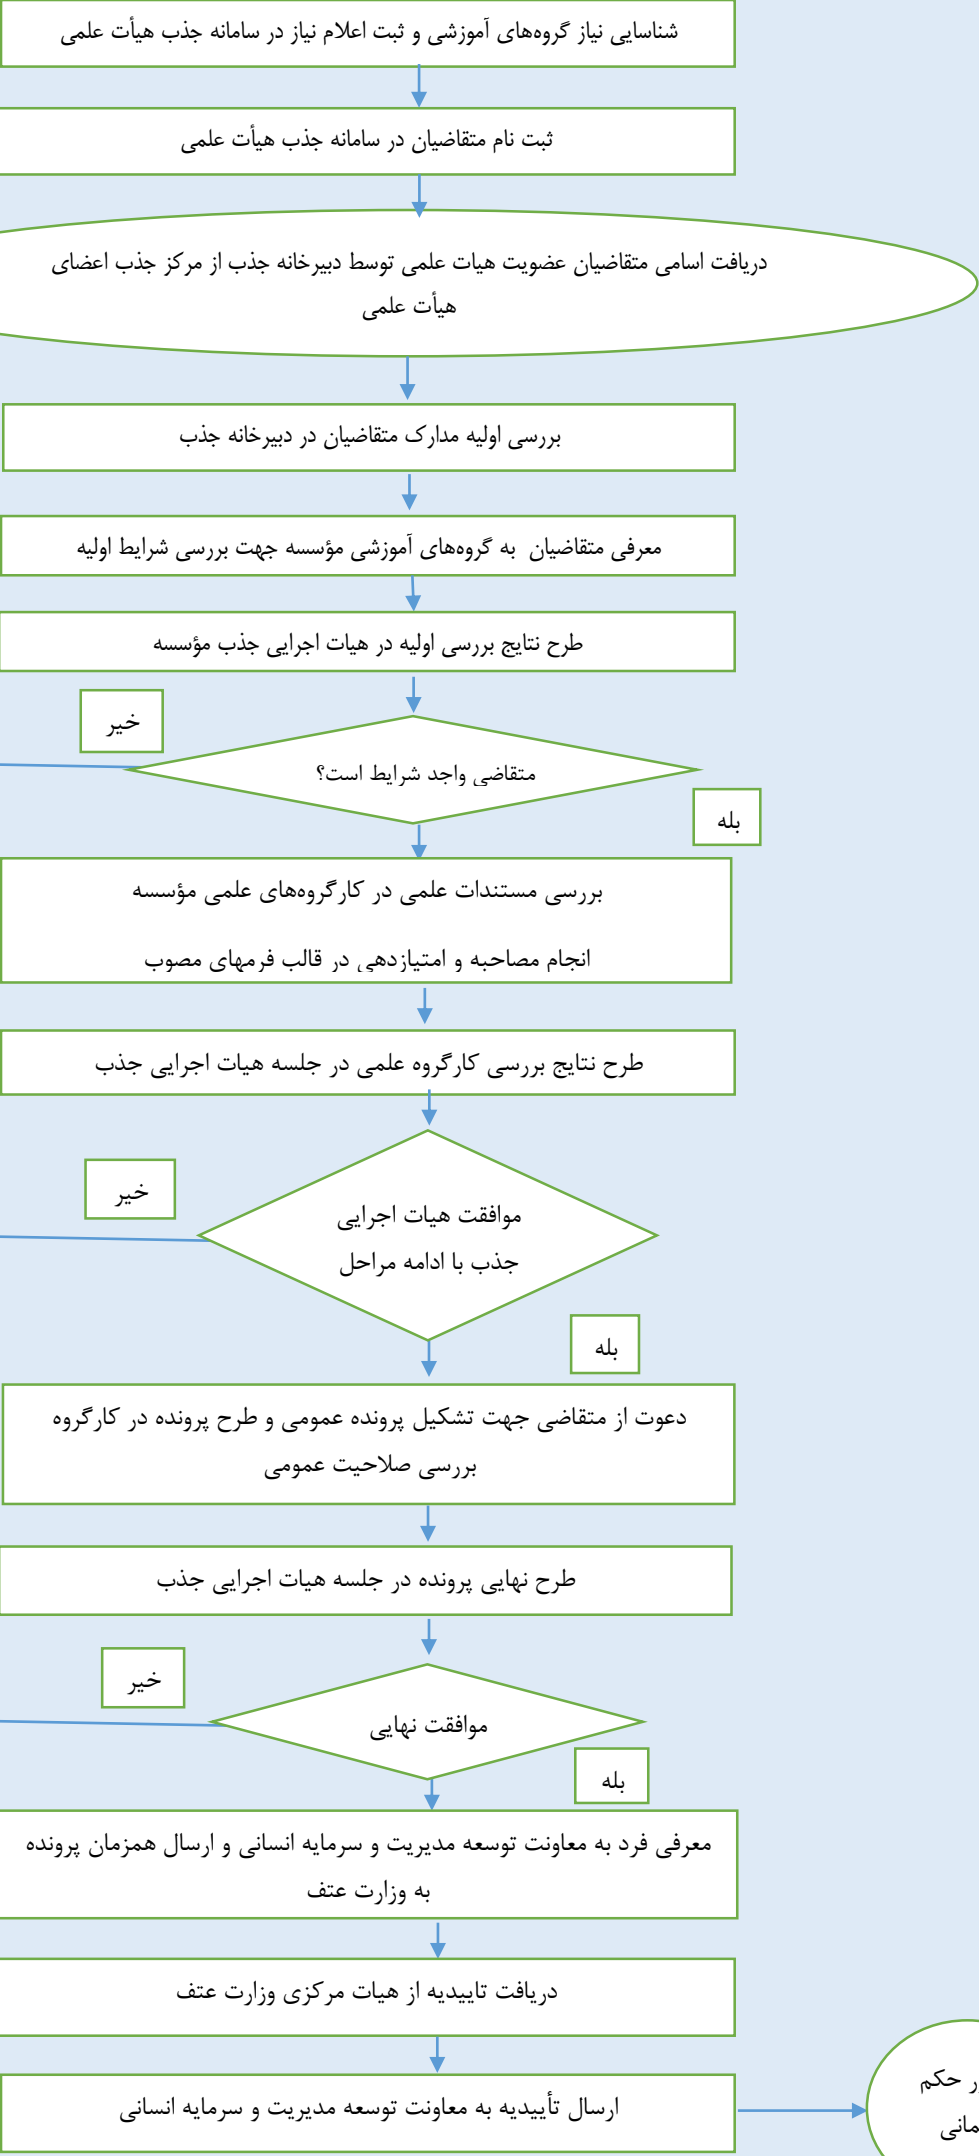 شناسایی نیاز گروه‌های آموزشی و ثبت اعلام نیاز در سامانه جذب هیأت علمی
ثبت نام متقاضیان در سامانه جذب هیأت علمی
دریافت اسامی متقاضیان عضویت هیات علمی توسط دبیرخانه جذب از مرکز جذب اعضای
هیأت علمی
بررسی اولیه مدارک متقاضیان در دبیرخانه جذب
معرفی متقاضیان به گروه‌های آموزشی مؤسسه جهت بررسی شرایط اولیه
طرح نتایج بررسی اولیه در هیات اجرایی جذب مؤسسه
خیر
متقاضی واجد شرایط است؟
بله
بررسی مستندات علمی در کارگروه‌های علمی مؤسسه
انجام مصاحبه و امتیازدهی در قالب فرمهای مصوب
طرح نتایج بررسی کارگروه علمی در جلسه هیات اجرایی جذب
خیر
موافقت هیات اجرایی
جذب با ادامه مراحل
بله
دعوت از متقاضی جهت تشکیل پرونده عمومی و طرح پرونده در کارگروه
بررسی صلاحیت عمومی
طرح نهایی پرونده در جلسه هیات اجرایی جذب
خیر
موافقت نهایی
بله
معرفی فرد به معاونت توسعه مدیریت و سرمایه انسانی و ارسال همزمان پرونده
به وزارت عتف
دریافت تاییدیه از هیات مرکزی وزارت عتف
ارسال تأییدیه به معاونت توسعه مدیریت و سرمایه انسانی
حکم